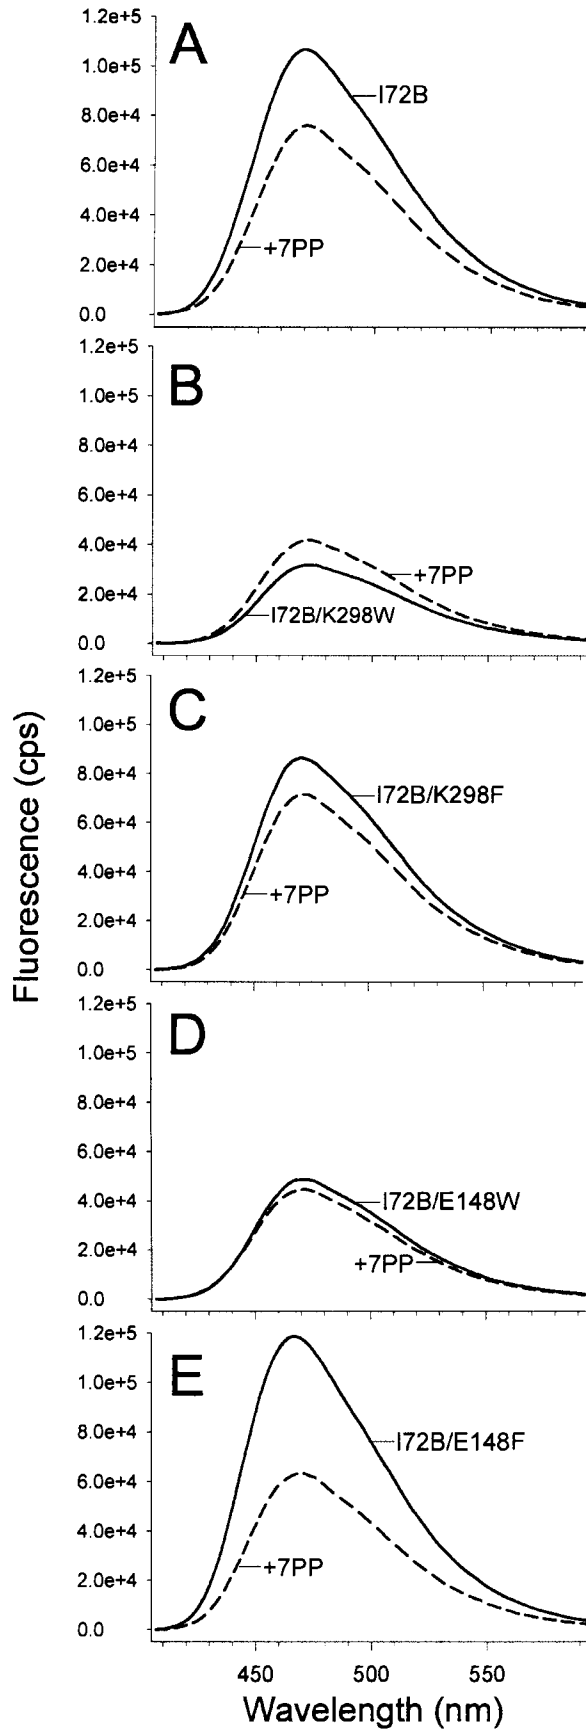 A
1.2e+5
1.0e+5
8.0e+4
6.0e+4
4.0e+4
2.0e+4
0.0
I72B
+7PP
B
1.2e+5
1.0e+5
8.0e+4
6.0e+4
4.0e+4
2.0e+4
0.0
+7PP
I72B/K298W
C
1.2e+5
1.0e+5
8.0e+4
6.0e+4
4.0e+4
2.0e+4
0.0
I72B/K298F
+7PP
Fluorescence (cps)
D
1.2e+5
1.0e+5
8.0e+4
6.0e+4
4.0e+4
2.0e+4
0.0
I72B/E148W
+7PP
E
1.2e+5
1.0e+5
8.0e+4
6.0e+4
4.0e+4
2.0e+4
0.0
I72B/E148F
+7PP
450 500 550
Wavelength (nm)